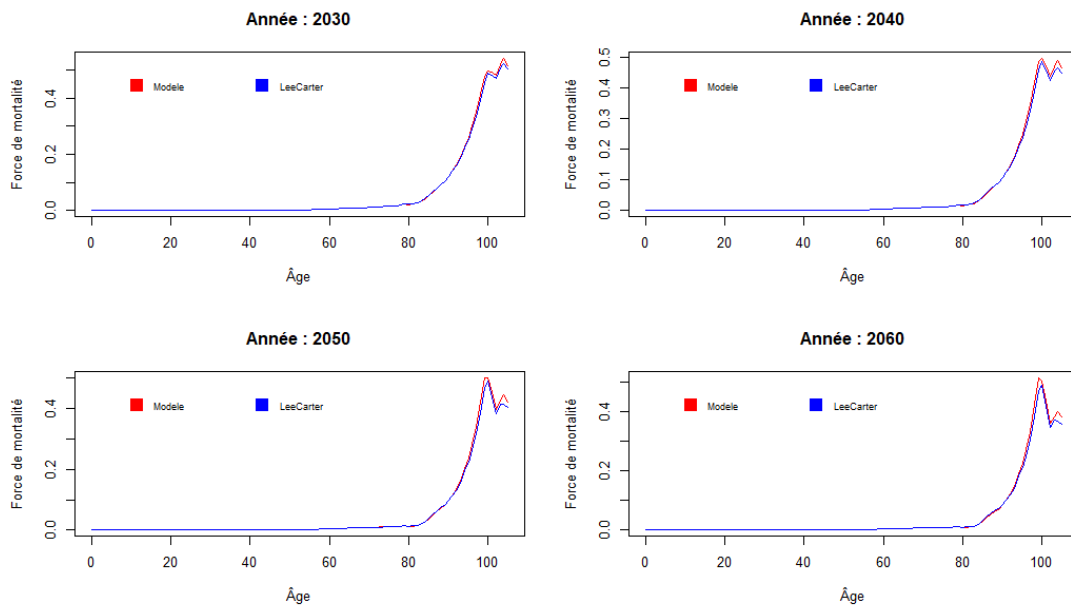 Année : 2030
Force de mortalité
0.0 0.2 0.4
Modele LeeCarter
0 20 40 60 80 100
Âge
Année : 2040
Force de mortalité
0.0 0.1 0.2 0.3 0.4 0.5
Modele LeeCarter
0 20 40 60 80 100
Âge
Année : 2050
Force de mortalité
0.0 0.2 0.4
Modele LeeCarter
0 20 40 60 80 100
Âge
Année : 2060
Force de mortalité
0.0 0.2 0.4
Modele LeeCarter
0 20 40 60 80 100
Âge